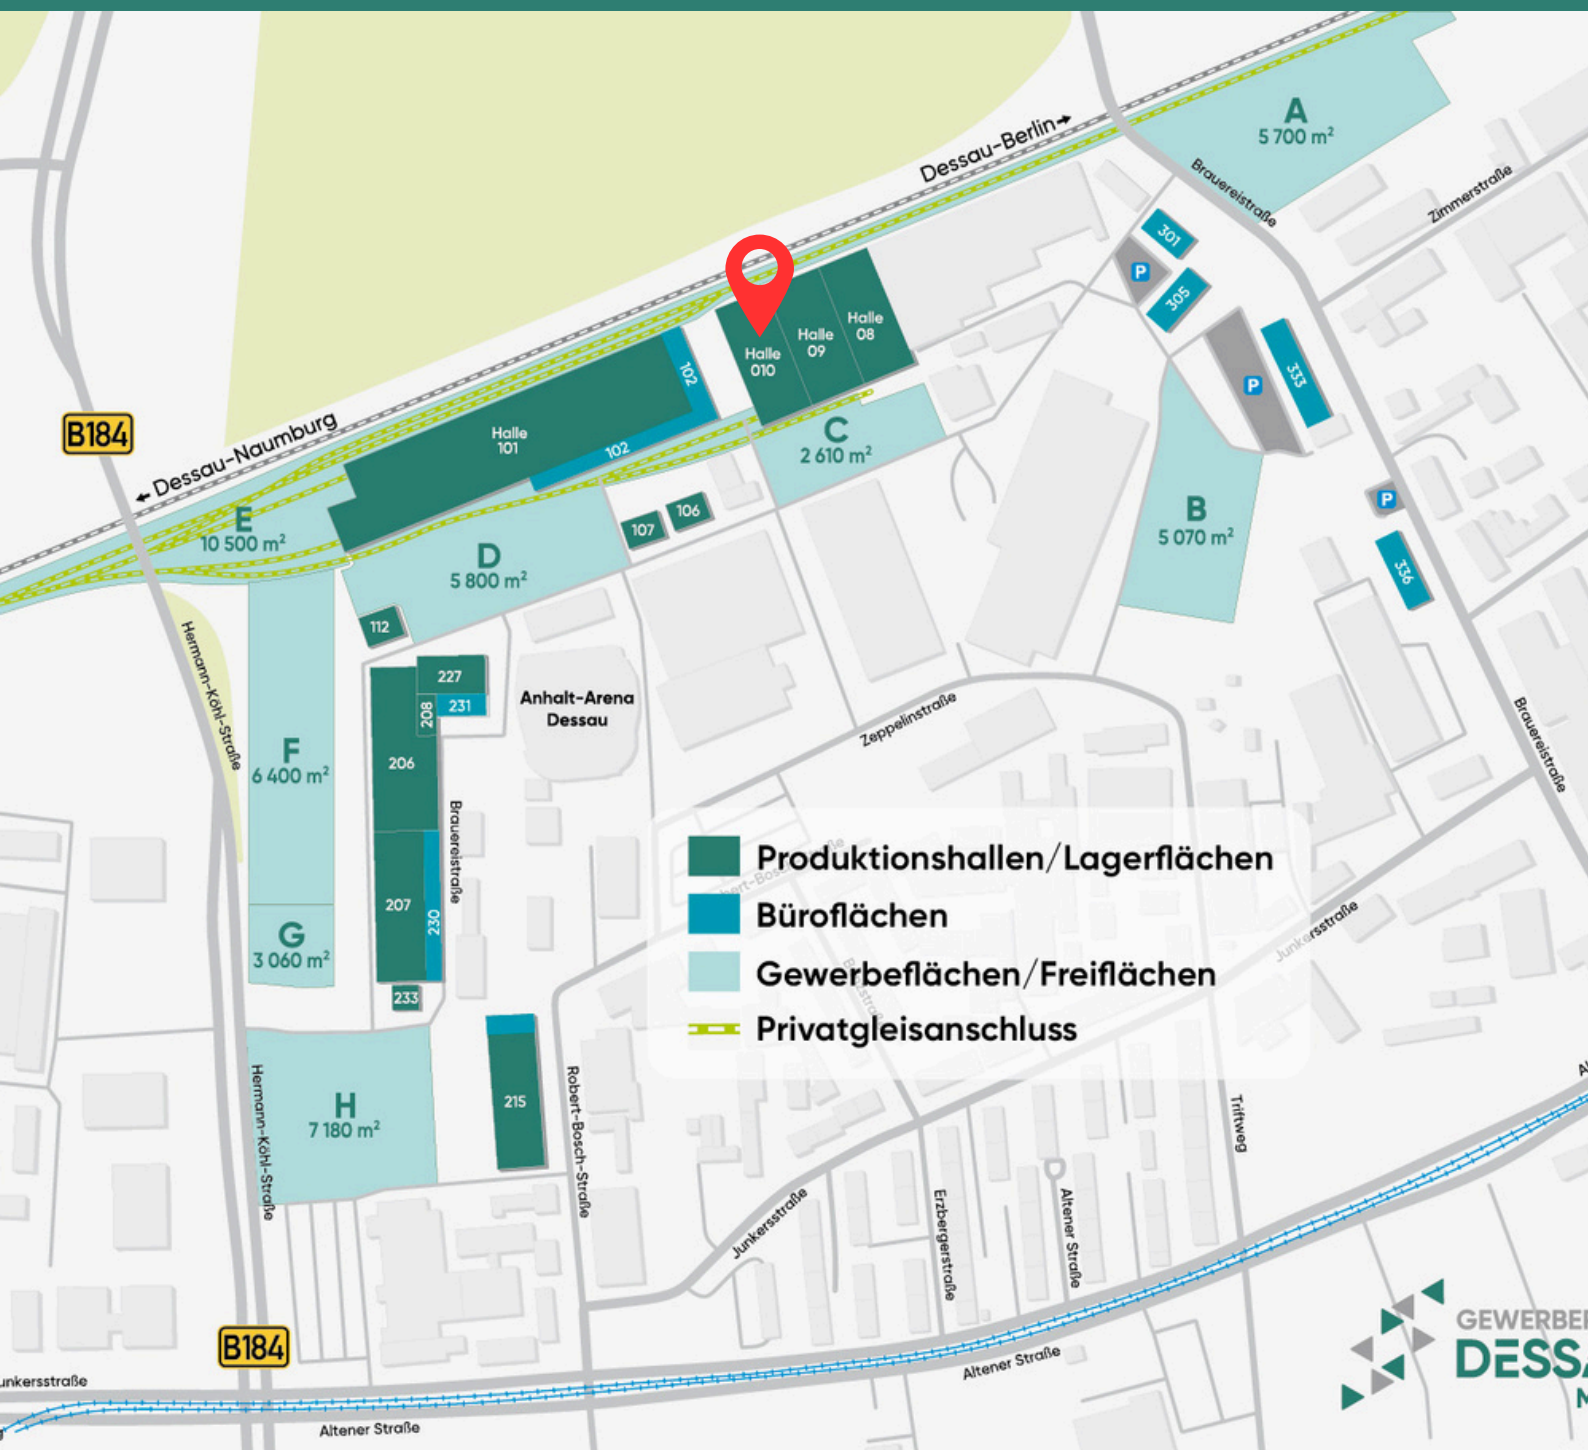 Dessau-Berlin
A
5 700 m²
Brauereistraße
Zimmerstraße
301
P
305
Halle
08
Halle
09
Halle
010
102
333
P
B184
Dessau-Naumburg
Halle
101
102
C
2 610 m²
E
10 500 m²
106
107
B
5 070 m²
P
D
5 800 m²
336
112
Hermann-Köhl-Straße
227
208
231
Anhalt-Arena
Dessau
Zeppelinstraße
Brauereistraße
F
6 400 m²
206
Brauereistraße
207
230
G
3 060 m²
233
Produktionshallen/Lagerflächen
Büroflächen
Gewerbeflächen/Freiflächen
Privatgleisanschluss
Junkersstraße
Hermann-Köhl-Straße
H
7 180 m²
215
Robert-Bosch-Straße
Triftweg
Junkersstraße
Erzbergerstraße
Altener Straße
B184
Altener Straße
unkersstraße
Altener Straße
GEWERBER
DESSA
M